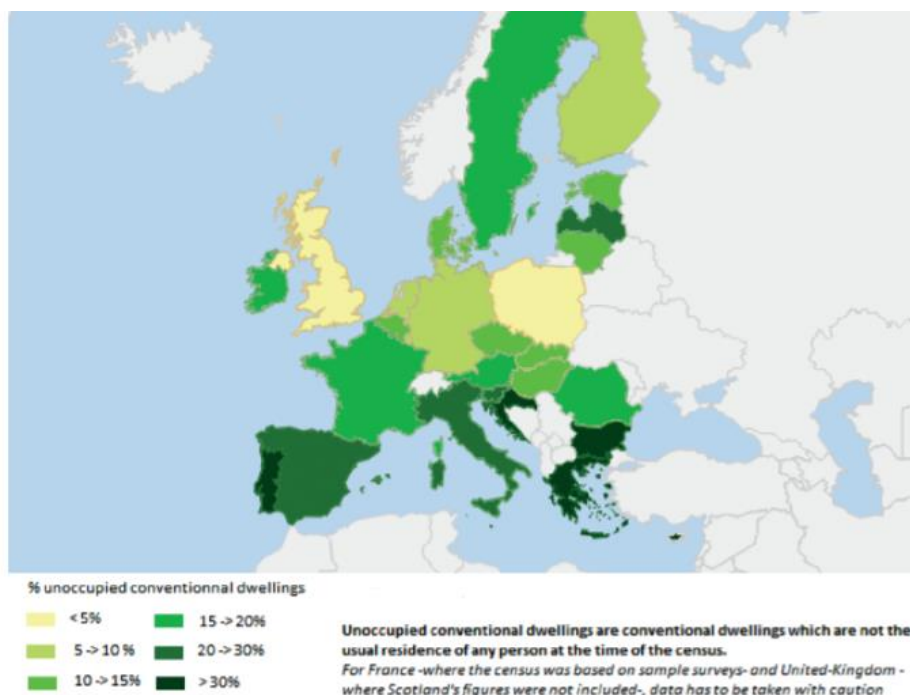 % unoccupied conventionnal dwellings
< 5%
15 -> 20%
5 -> 10 %
20 -> 30%
10 -> 15%
> 30%
Unoccupied conventional dwellings are conventional dwellings which are not the
usual residence of any person at the time of the census.
For France -where the census was based on sample surveys- and United-Kingdom -
where Scotland's figures were not included-, data has to be taken with caution